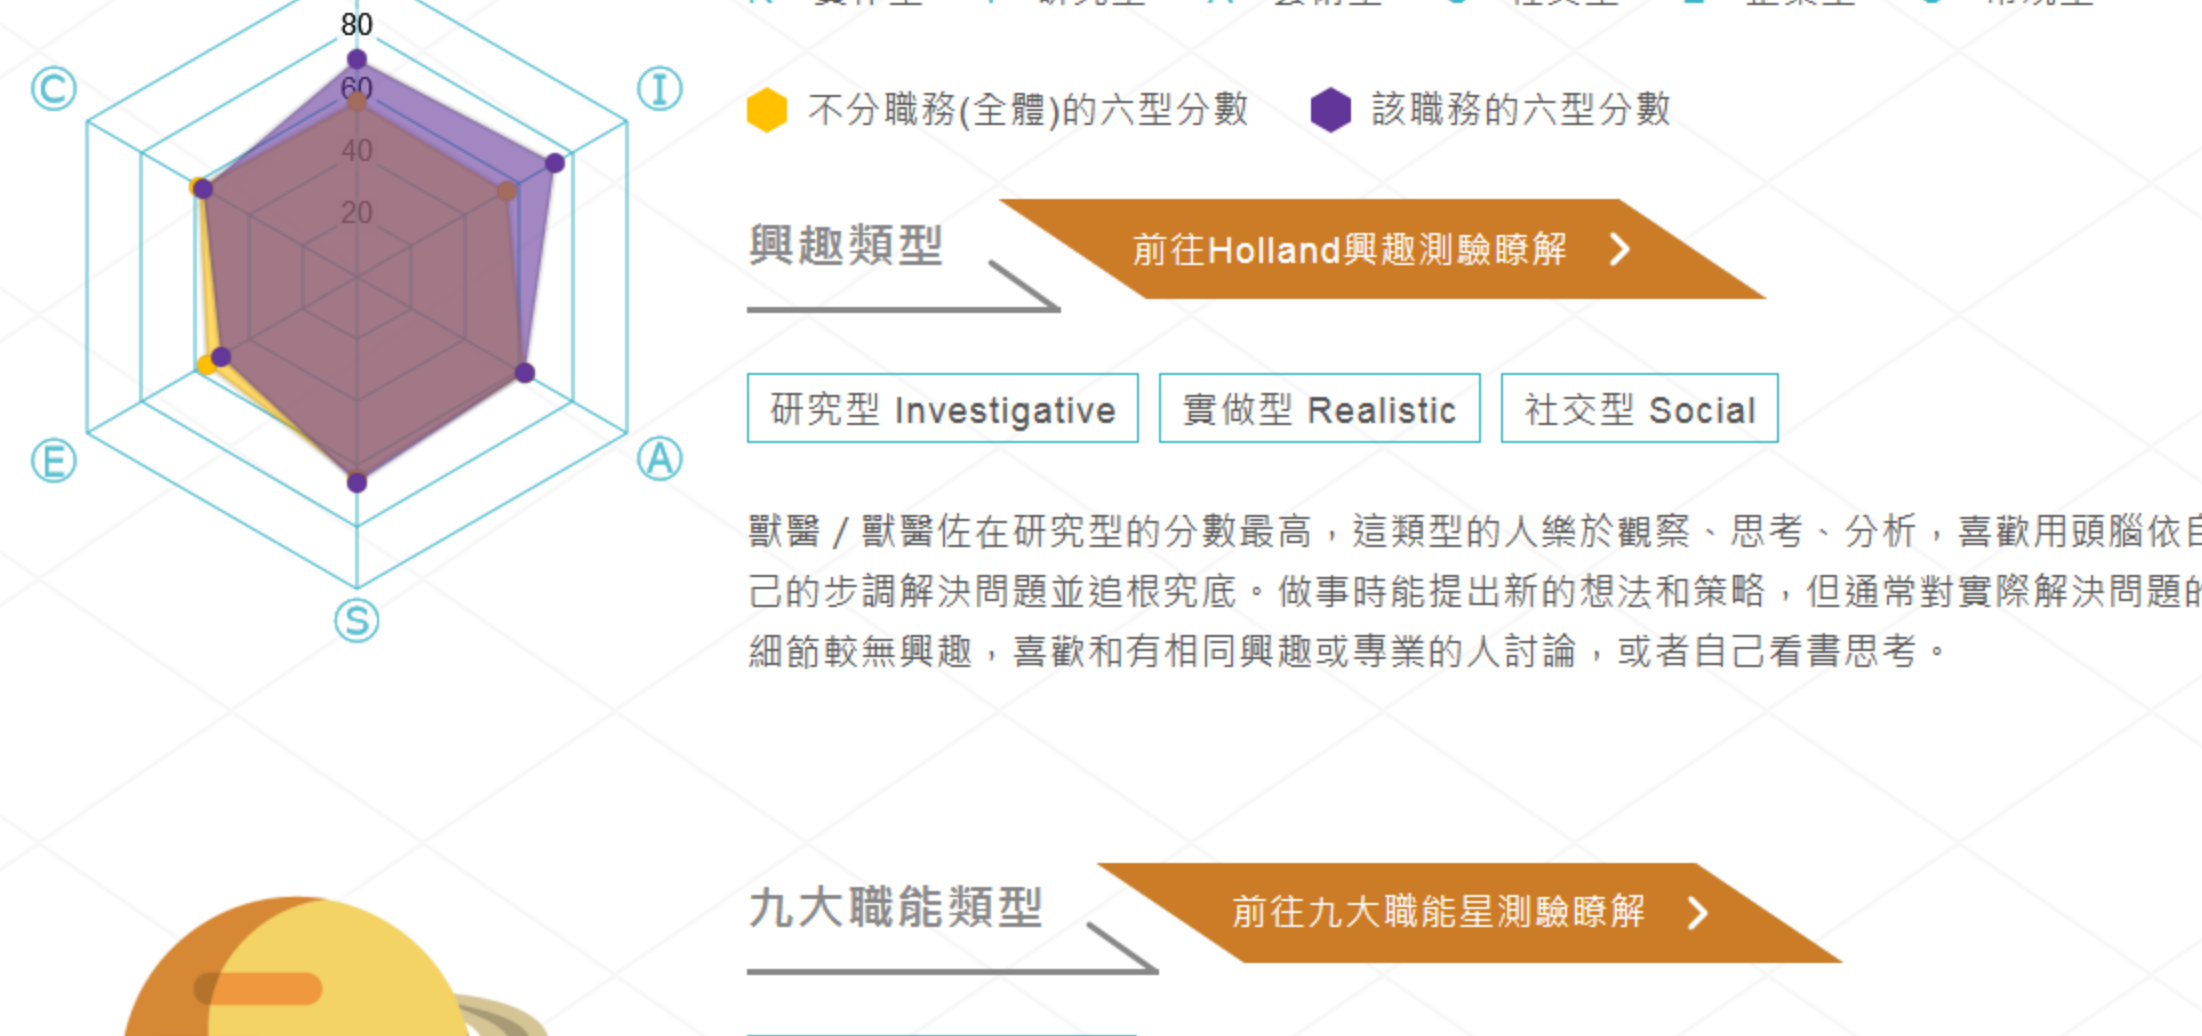 80
60
40
20
C
I
E
A
S
不分職務(全體)的六型分數
該職務的六型分數
興趣類型
前往Holland興趣測驗瞭解
研究型 Investigative
實做型 Realistic
社交型 Social
獸醫 / 獸醫佐在研究型的分數最高，這類型的人樂於觀察、思考、分析，喜歡用頭腦依自
己的步調解決問題並追根究底。做事時能提出新的想法和策略，但通常對實際解決問題的
細節較無興趣，喜歡和有相同興趣或專業的人討論，或者自己看書思考。
九大職能類型
前往九大職能星測驗瞭解